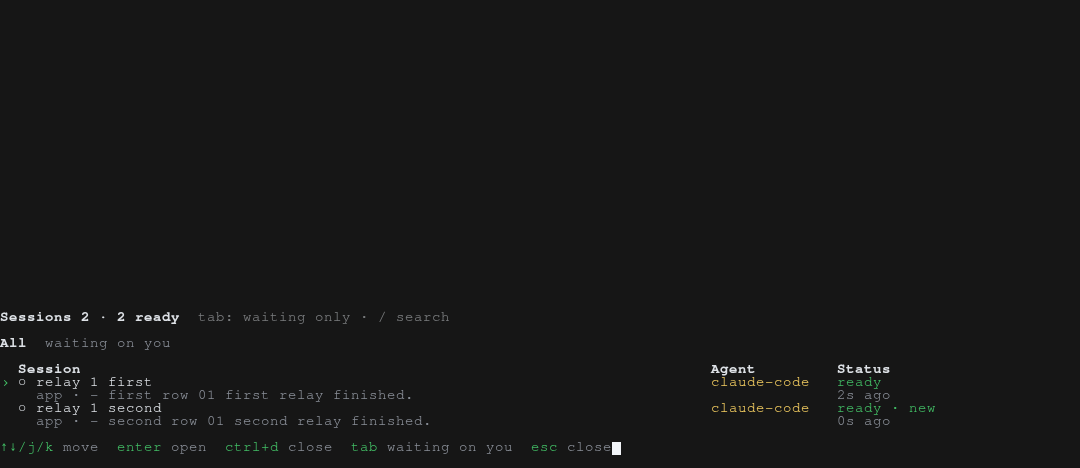 Sessions 2 · 2 ready  tab: waiting only · / search
All  waiting on you
Session  Agent  Status
› ○ relay 1 first  claude-code  ready
app · – first row 01 first relay finished.  2s ago
○ relay 1 second  claude-code  ready · new
app · – second row 01 second relay finished.  0s ago
↑↓/j/k move  enter open  ctrl+d close  tab waiting on you  esc close